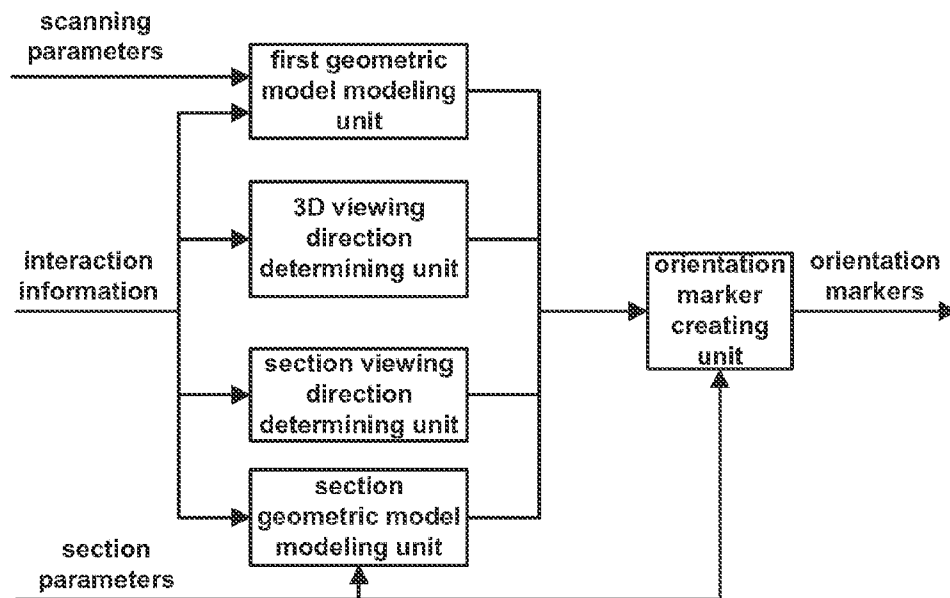 scanning
parameters
first geometric
model modeling
unit
3D viewing
direction
determining unit
interaction
information
orientation
marker
creating
unit
orientation
markers
section viewing
direction
determining unit
section
geometric model
modeling unit
section
parameters